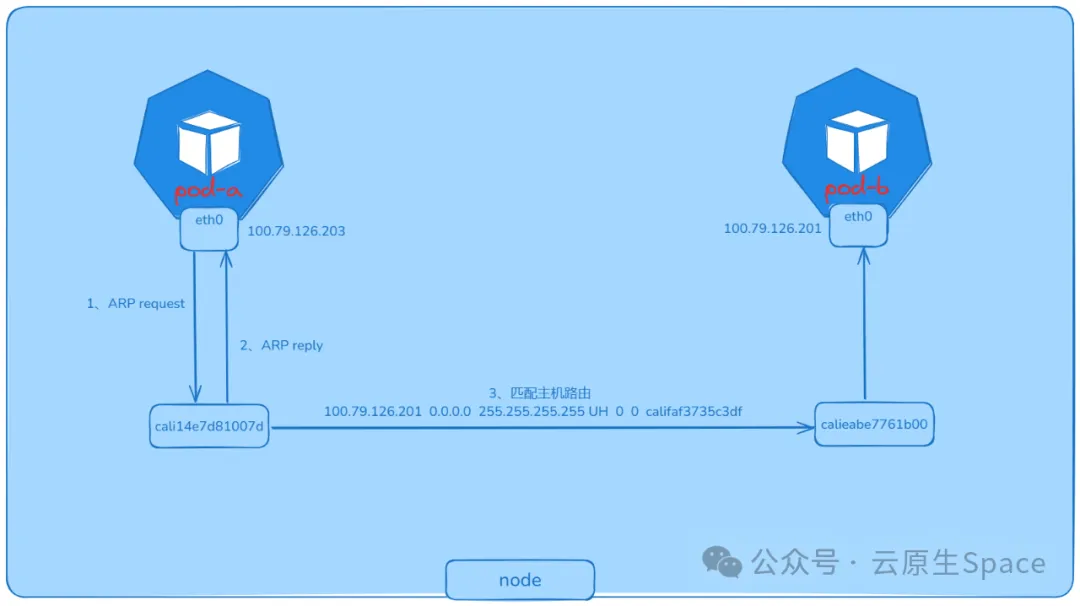 pod-a
pod-b
eth0
eth0
100.79.126.203
100.79.126.201
1、ARP request
2、ARP reply
3、匹配主机路由
100.79.126.201 0.0.0.0 255.255.255.255 UH 0 0 califaf3735c3df
cali14e7d81007d
calieabe7761b00
公众号 · 云原生Space
node